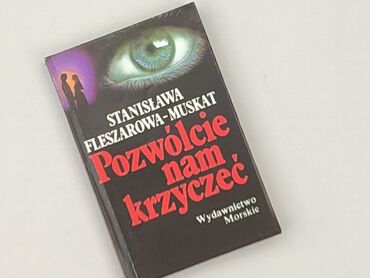 STANISŁAWA
FLESZAROWA-MUSKAT
Pozwólcie
nam
krzyczeć
Wydawnictwo
Morskie